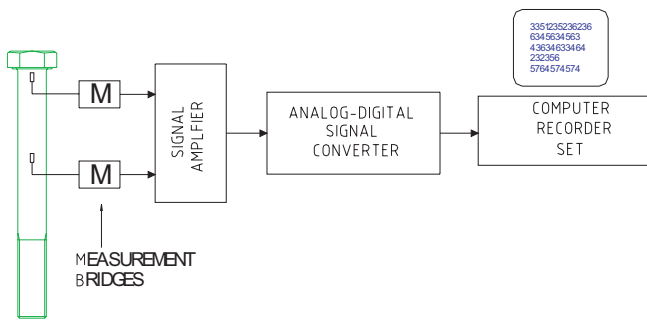 3351235236236
6345634563
43634633464
232356
5764574574
M
M
SIGNAL
AMPLFIER
ANALOG-DIGITAL
SIGNAL
CONVERTER
COMPUTER
RECORDER
SET
MEASUREMENT
BRIDGES